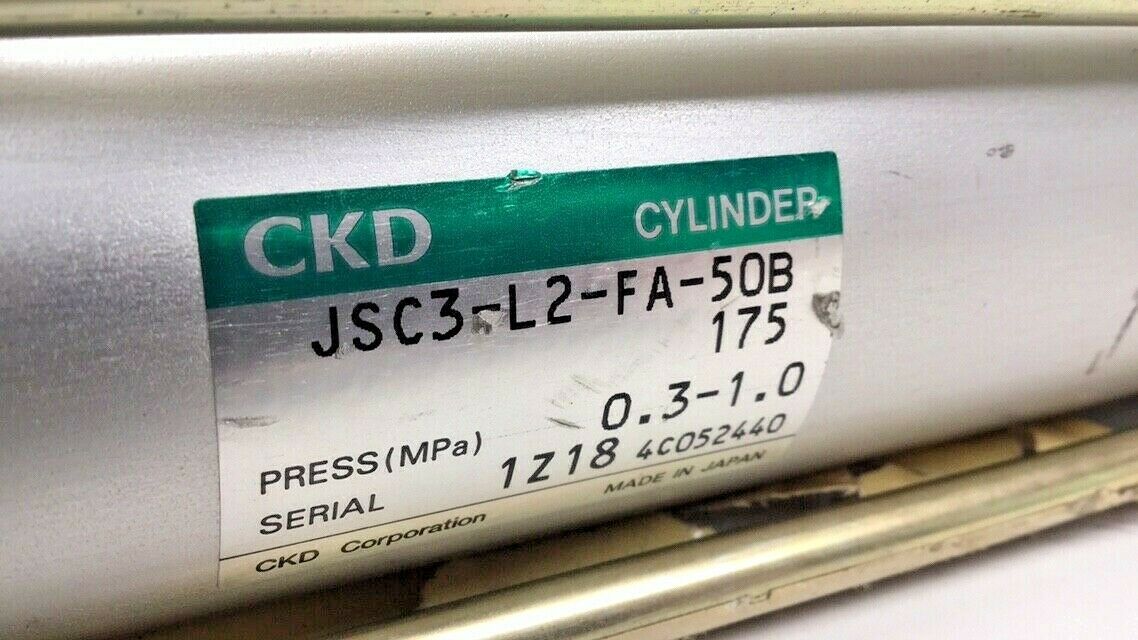 CKD CYLINDER
JSC3-L2-FA-50B
175
PRESS(MPa) 0.3-1.0
SERIAL 1Z18 4C052440
CKD Corporation MADE IN JAPAN